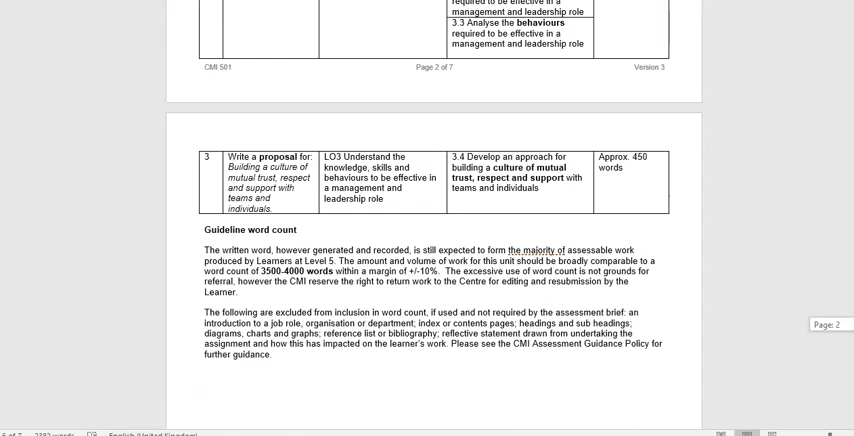 required to be effective in a
management and leadership role
3.3 Analyse the behaviours
required to be effective in a
management and leadership role
CMI 501 Page 2 of 7 Version 3
3 Write a proposal for: LO3 Understand the 3.4 Develop an approach for Approx. 450
Building a culture of knowledge, skills and building a culture of mutual words
mutual trust, respect behaviours to be effective in trust, respect and support with
and support with a management and teams and individuals
teams and leadership role
individuals.
Guideline word count
The written word, however generated and recorded, is still expected to form the majority of assessable work
produced by Learners at Level 5. The amount and volume of work for this unit should be broadly comparable to a
word count of 3500-4000 words within a margin of +/-10%. The excessive use of word count is not grounds for
referral, however the CMI reserve the right to return work to the Centre for editing and resubmission by the
Learner.
The following are excluded from inclusion in word count, if used and not required by the assessment brief: an
introduction to a job role, organisation or department; index or contents pages; headings and sub headings;
diagrams, charts and graphs; reference list or bibliography; reflective statement drawn from undertaking the
assignment and how this has impacted on the learner's work. Please see the CMI Assessment Guidance Policy for
further guidance.
Page: 2
6 of 7 2382 words English (United Kingdom)